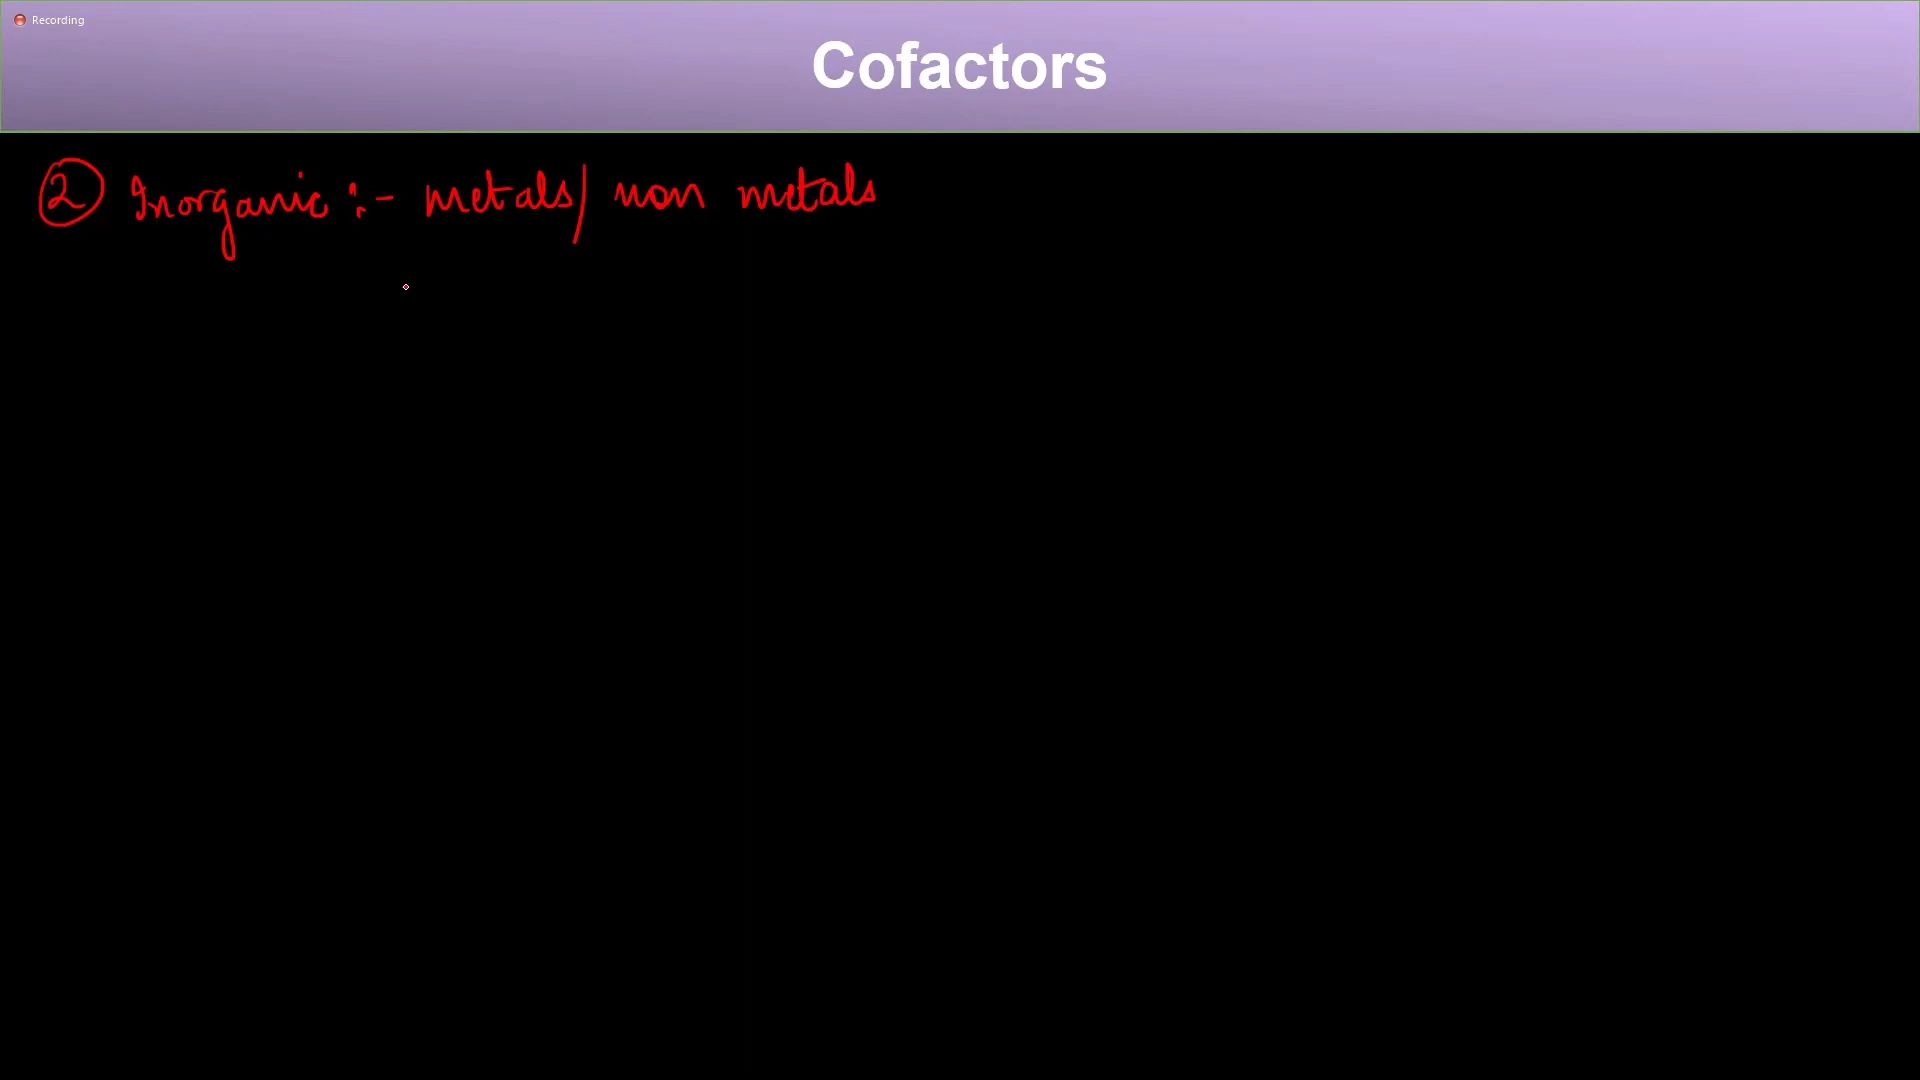 Recording
Cofactors
② Inorganic :- metals/ non metals